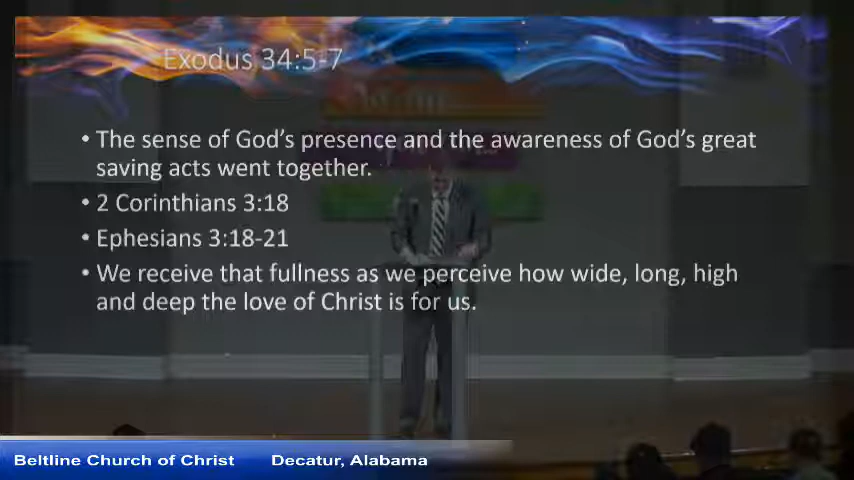 Exodus 34:5-7
• The sense of God's presence and the awareness of God's great
saving acts went together.
• 2 Corinthians 3:18
• Ephesians 3:18-21
• We receive that fullness as we perceive how wide, long, high
and deep the love of Christ is for us.
Beltline Church of Christ Decatur, Alabama